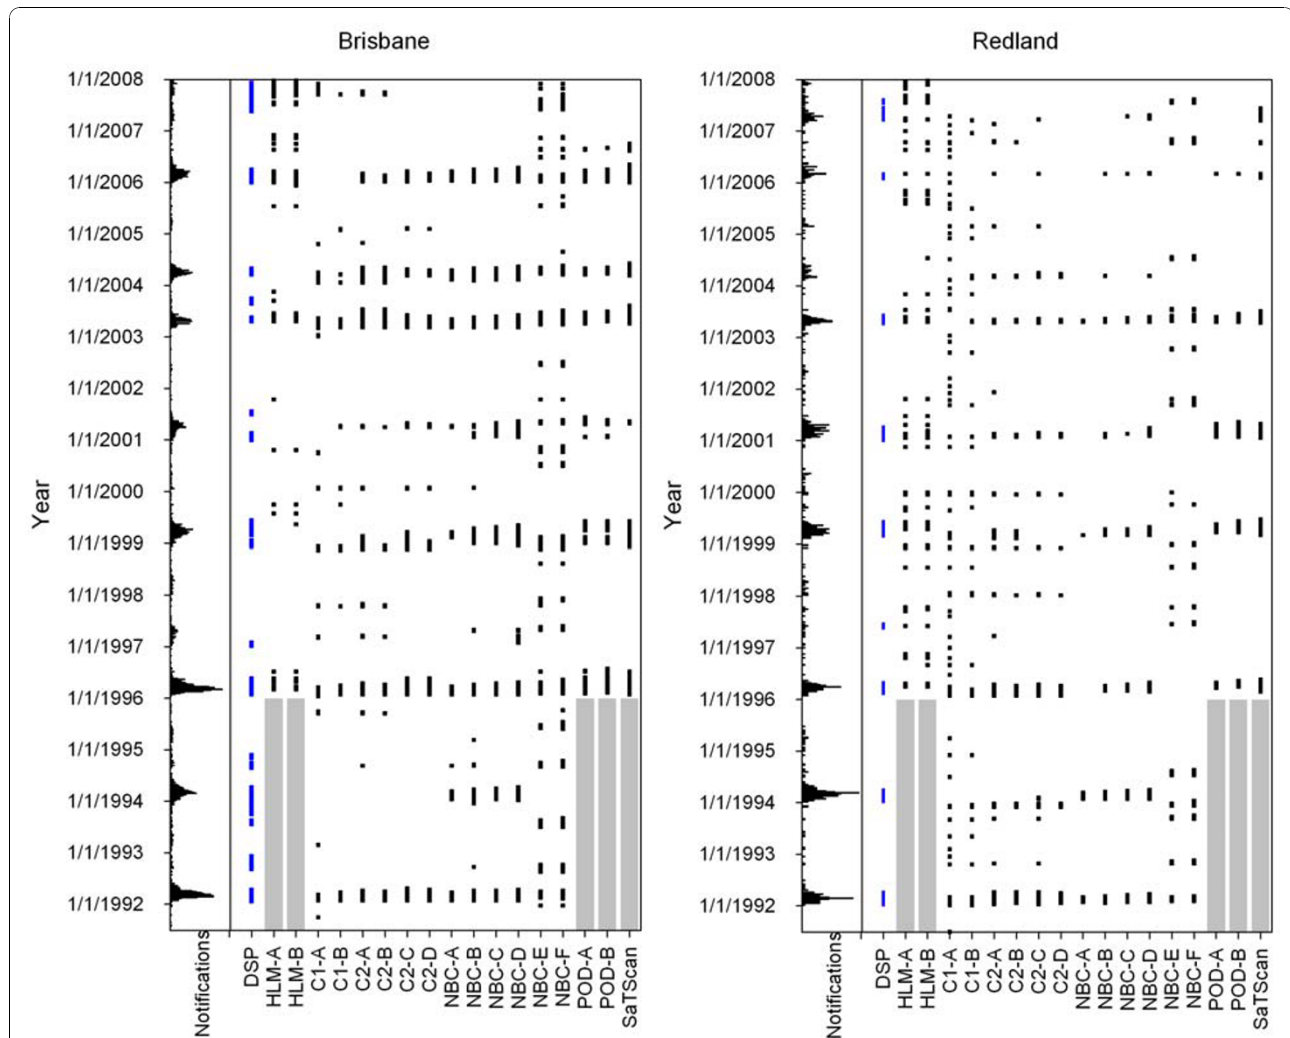 Brisbane
1/1/2008
1/1/2007
1/1/2006
1/1/2005
1/1/2004
1/1/2003
1/1/2002
1/1/2001
1/1/2000
1/1/1999
1/1/1998
1/1/1997
1/1/1996
1/1/1995
1/1/1994
1/1/1993
1/1/1992
Year
Notifications
DSP
HLM-A
HLM-B
C1-A
C1-B
C2-A
C2-B
C2-C
C2-D
NBC-A
NBC-B
NBC-C
NBC-D
NBC-E
NBC-F
POD-A
POD-B
SaTScan
Redland
1/1/2008
1/1/2007
1/1/2006
1/1/2005
1/1/2004
1/1/2003
1/1/2002
1/1/2001
1/1/2000
1/1/1999
1/1/1998
1/1/1997
1/1/1996
1/1/1995
1/1/1994
1/1/1993
1/1/1992
Year
Notifications
DSP
HLM-A
HLM-B
C1-A
C1-B
C2-A
C2-B
C2-C
C2-D
NBC-A
NBC-B
NBC-C
NBC-D
NBC-E
NBC-F
POD-A
POD-B
SaTScan